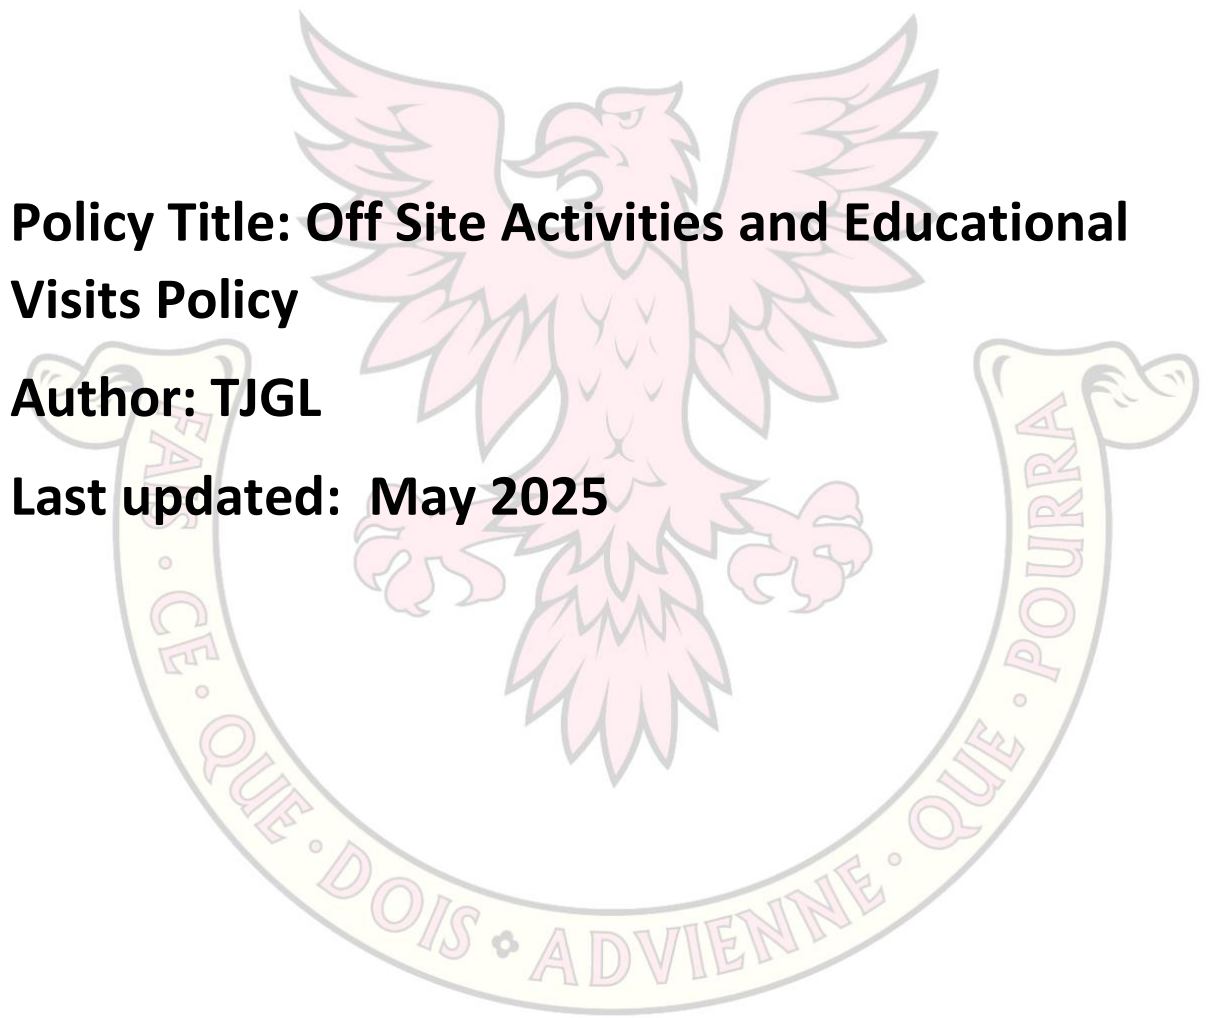 Policy Title: Off Site Activities and Educational
Visits Policy
Author: TJGL
Last updated: May 2025
FAIS · CE · QUE · DOIS · ADVIENNE · QUE · POURRA